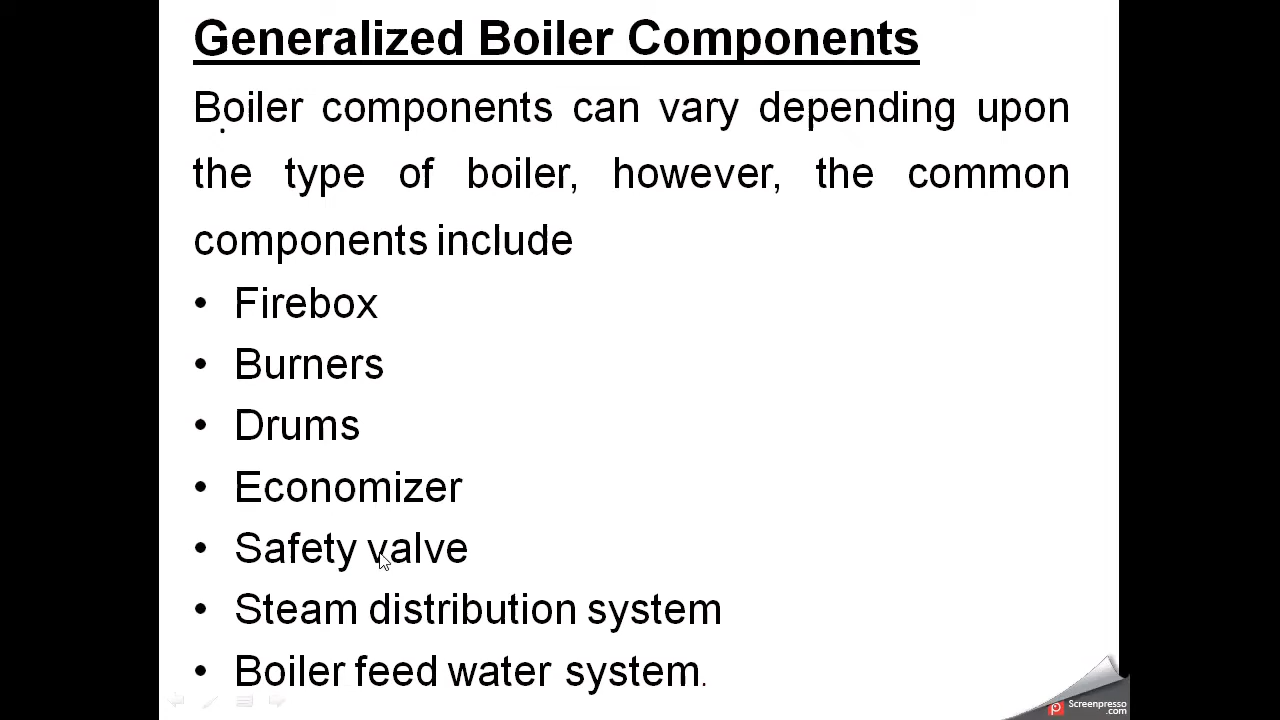 Generalized Boiler Components
Boiler components can vary depending upon
the type of boiler, however, the common
components include
• Firebox
• Burners
• Drums
• Economizer
• Safety valve
• Steam distribution system
• Boiler feed water system.
Screenpresso
.com